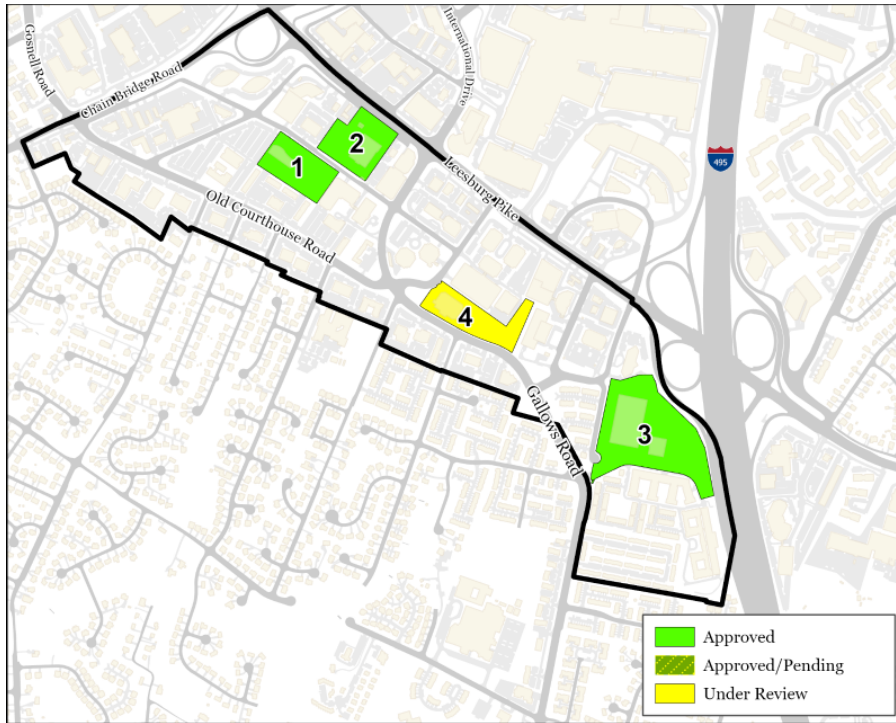 Gosnell Road
Chain Bridge Road
International Drive
495
1
2
Leesburg Pike
Old Courthouse Road
4
Gallows Road
3
Approved
Approved/Pending
Under Review